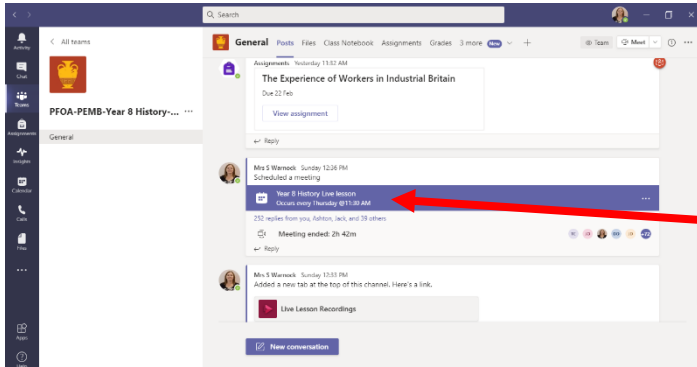 Search
Activity
Chat
Teams
Assignments
Insights
Calendar
Calls
Files
Apps
Help
All teams
PFOA-PEMB-Year 8 History-... ...
General
General Posts Files Class Notebook Assignments Grades 3 more New
Team Meet
Assignments Yesterday 11:52 AM
The Experience of Workers in Industrial Britain
Due 22 Feb
View assignment
Reply
Mrs S Warnock Sunday 12:36 PM
Scheduled a meeting
Year 8 History Live lesson
Occurs every Thursday @11:30 AM
252 replies from you, Ashton, Jack, and 39 others
Meeting ended: 2h 42m
Reply
Mrs S Warnock Sunday 12:33 PM
Added a new tab at the top of this channel. Here's a link.
Live Lesson Recordings
New conversation